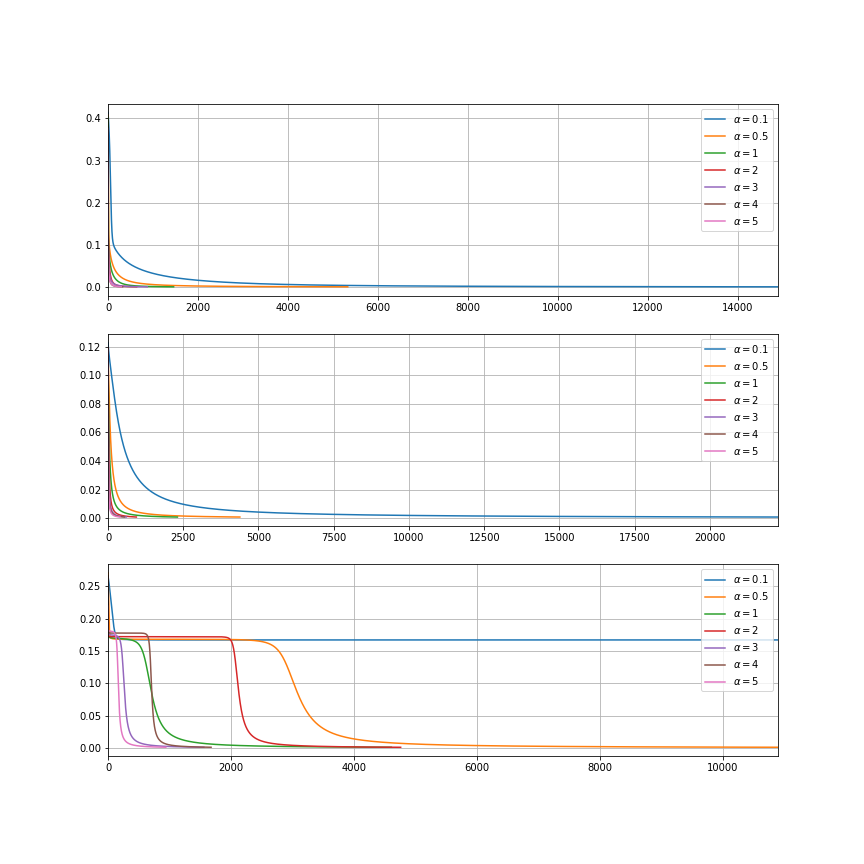 0.4
0.3
0.2
0.1
0.0
0 2000 4000 6000 8000 10000 12000 14000
α = 0.1
α = 0.5
α = 1
α = 2
α = 3
α = 4
α = 5
0.12
0.10
0.08
0.06
0.04
0.02
0.00
0 2500 5000 7500 10000 12500 15000 17500 20000
α = 0.1
α = 0.5
α = 1
α = 2
α = 3
α = 4
α = 5
0.25
0.20
0.15
0.10
0.05
0.00
0 2000 4000 6000 8000 10000
α = 0.1
α = 0.5
α = 1
α = 2
α = 3
α = 4
α = 5